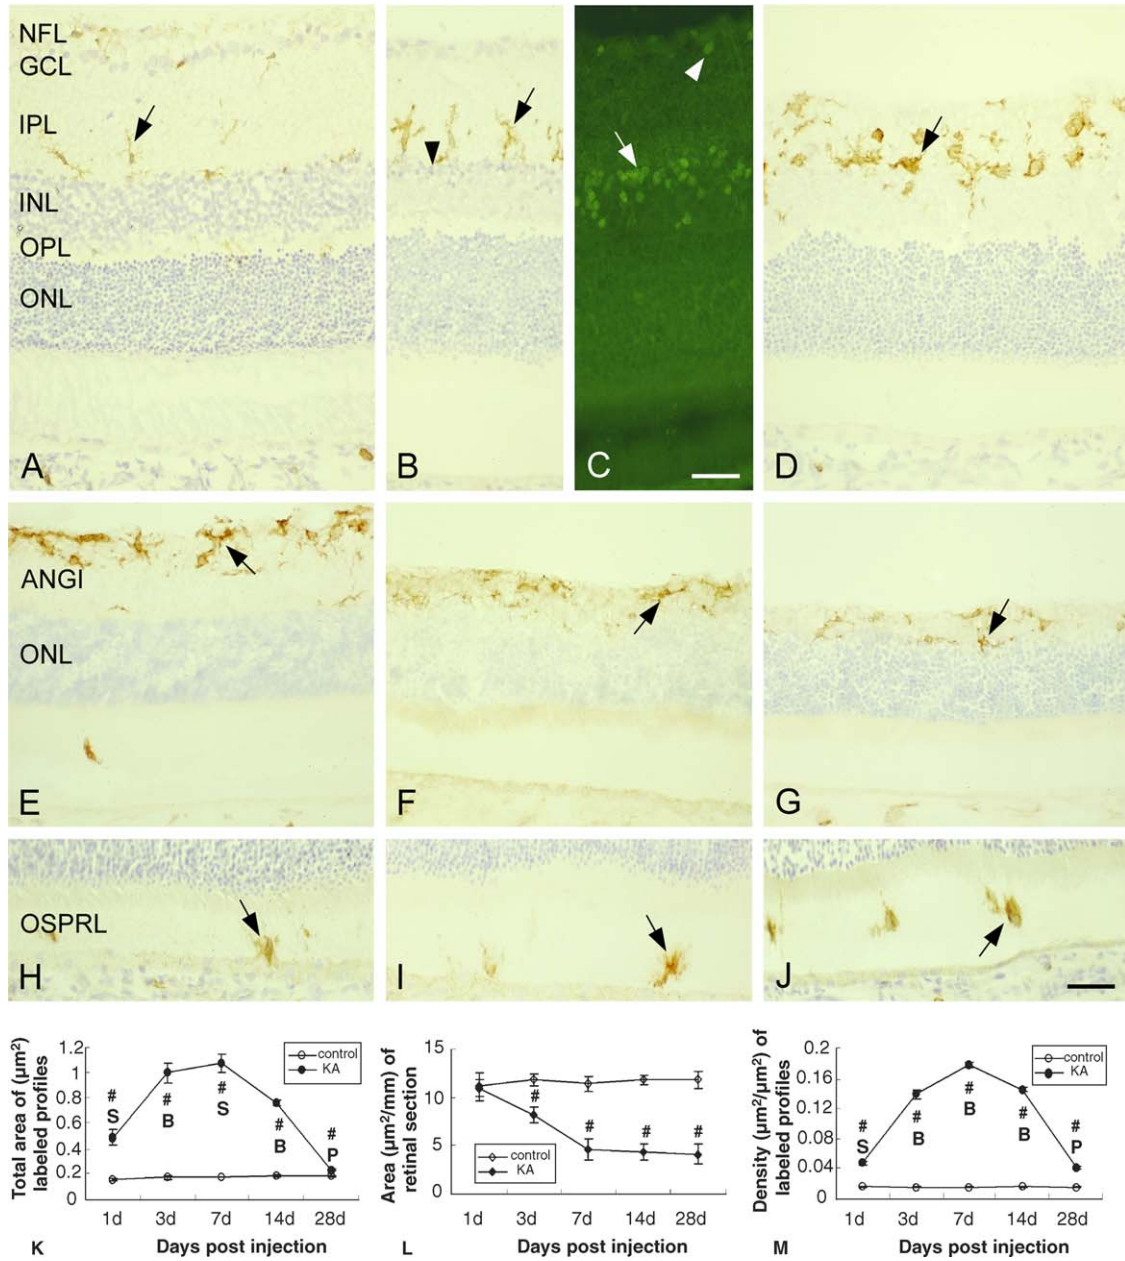 NFL
GCL
IPL
INL
OPL
ONL
A
B
C
D
ANGI
ONL
E
F
G
OSPRL
H
I
J
Total area of (µm²)
labeled profiles
1.2
1
0.8
0.6
0.4
0.2
0
control
KA
#
S
#
B
#
S
#
B
#
P
1d 3d 7d 14d 28d
K Days post injection
Area (µm²/mm) of
retinal section
15
10
5
0
#
#
#
#
control
KA
1d 3d 7d 14d 28d
L Days post injection
Density (µm²/µm²) of
labeled profiles
0.2
0.16
0.12
0.08
0.04
0
control
KA
#
S
#
B
#
B
#
B
#
P
1d 3d 7d 14d 28d
M Days post injection